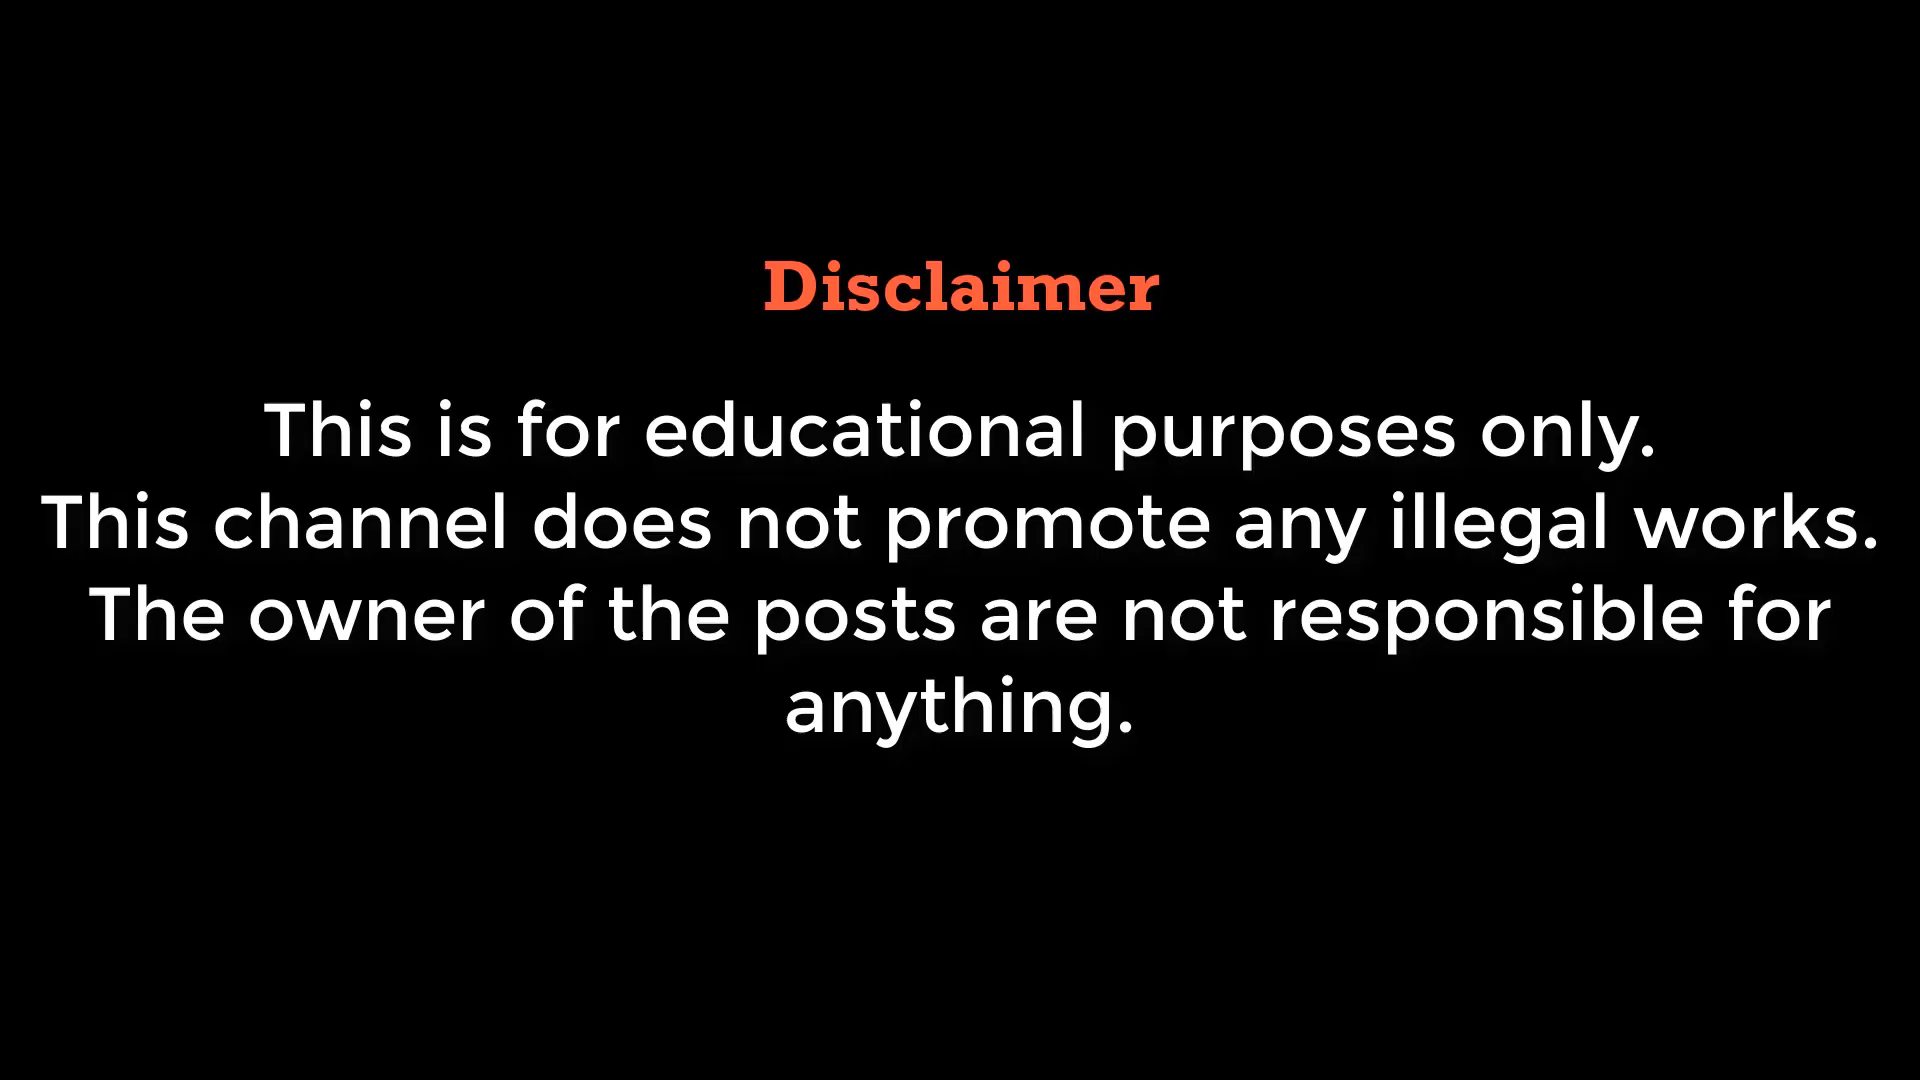 Disclaimer
This is for educational purposes only.
This channel does not promote any illegal works.
The owner of the posts are not responsible for
anything.